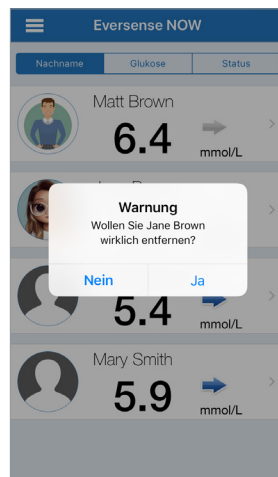 Eversense NOW
Nachname Glukose Status
Matt Brown
6.4
mmol/L
Warnung
Wollen Sie Jane Brown
wirklich entfernen?
Nein Ja
5.4
mmol/L
Mary Smith
5.9
mmol/L